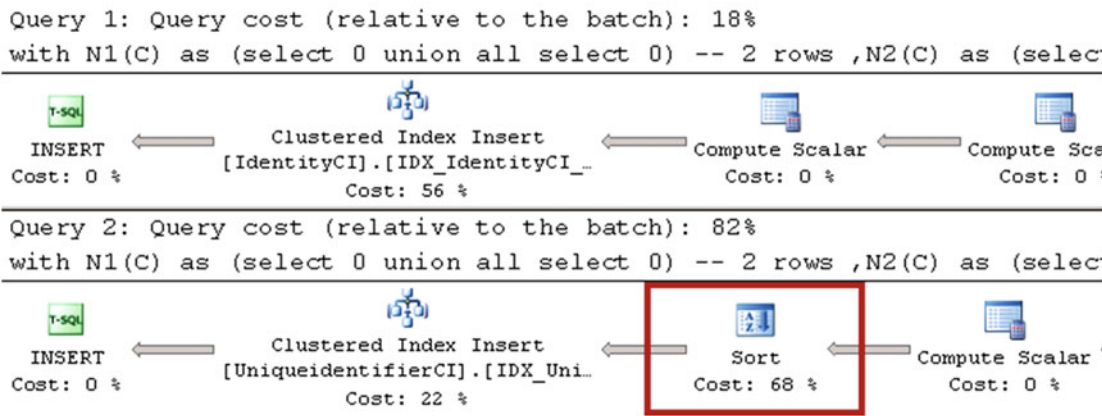 Query 1: Query cost (relative to the batch): 18%
with N1(C) as (select 0 union all select 0) -- 2 rows ,N2(C) as (selec
T-SQL
INSERT
Cost: 0 %
Clustered Index Insert
[IdentityCI].[IDX_IdentityCI_…
Cost: 56 %
Compute Scalar
Cost: 0 %
Compute Sca
Cost: 0
Query 2: Query cost (relative to the batch): 82%
with N1(C) as (select 0 union all select 0) -- 2 rows ,N2(C) as (selec
T-SQL
INSERT
Cost: 0 %
Clustered Index Insert
[UniqueidentifierCI].[IDX_Uni…
Cost: 22 %
A Z
Sort
Cost: 68 %
Compute Scalar
Cost: 0 %